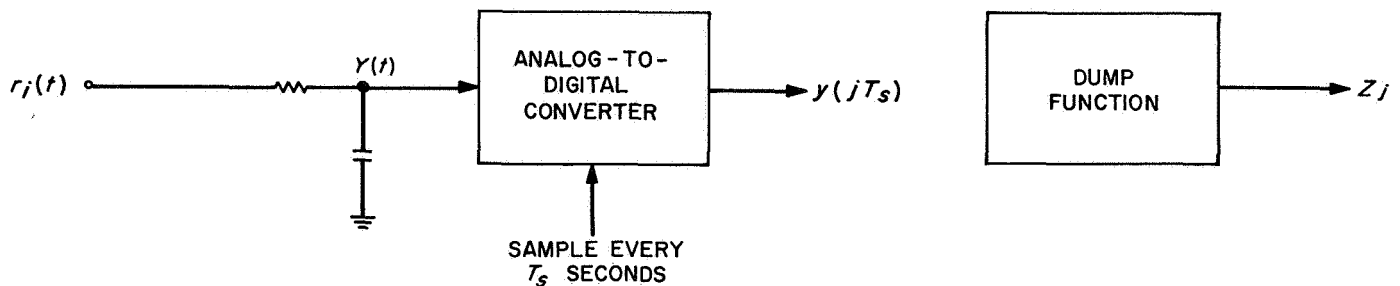 r_i(t)
Y(t)
ANALOG-TO-
DIGITAL
CONVERTER
y(jT_s)
DUMP
FUNCTION
Z_j
SAMPLE EVERY
T_s SECONDS